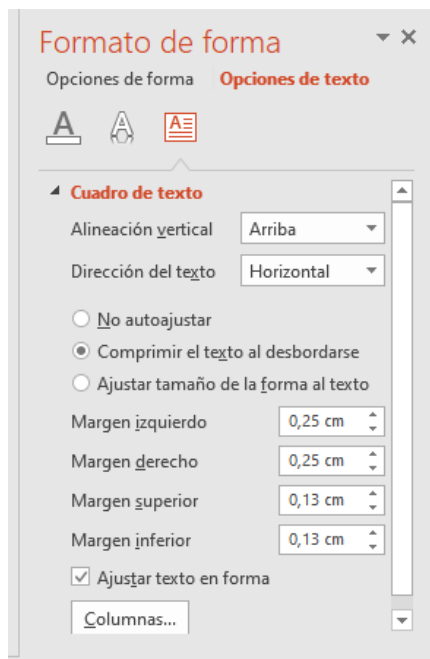 Formato de forma
Opciones de forma Opciones de texto
A A A
Cuadro de texto
Alineación vertical Arriba
Dirección del texto Horizontal
No autoajustar
Comprimir el texto al desbordarse
Ajustar tamaño de la forma al texto
Margen izquierdo 0,25 cm
Margen derecho 0,25 cm
Margen superior 0,13 cm
Margen inferior 0,13 cm
Ajustar texto en forma
Columnas...